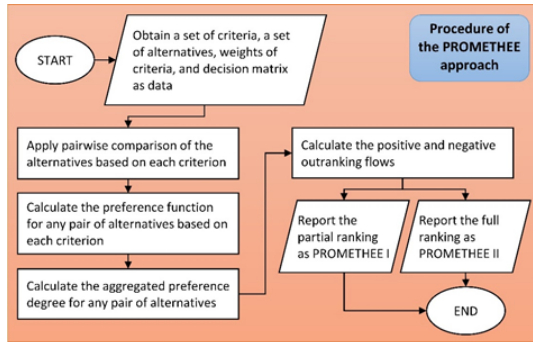 Procedure of
the PROMETHEE
approach
START
Obtain a set of criteria, a set
of alternatives, weights of
criteria, and decision matrix
as data
Apply pairwise comparison of the
alternatives based on each criterion
Calculate the preference function
for any pair of alternatives based on
each criterion
Calculate the aggregated preference
degree for any pair of alternatives
Calculate the positive and negative
outranking flows
Report the
partial ranking
as PROMETHEE I
Report the full
ranking as
PROMETHEE II
END